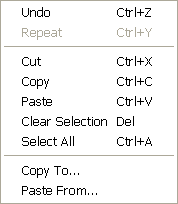 Undo Ctrl+Z
Repeat Ctrl+Y
Cut Ctrl+X
Copy Ctrl+C
Paste Ctrl+V
Clear Selection Del
Select All Ctrl+A
Copy To...
Paste From...